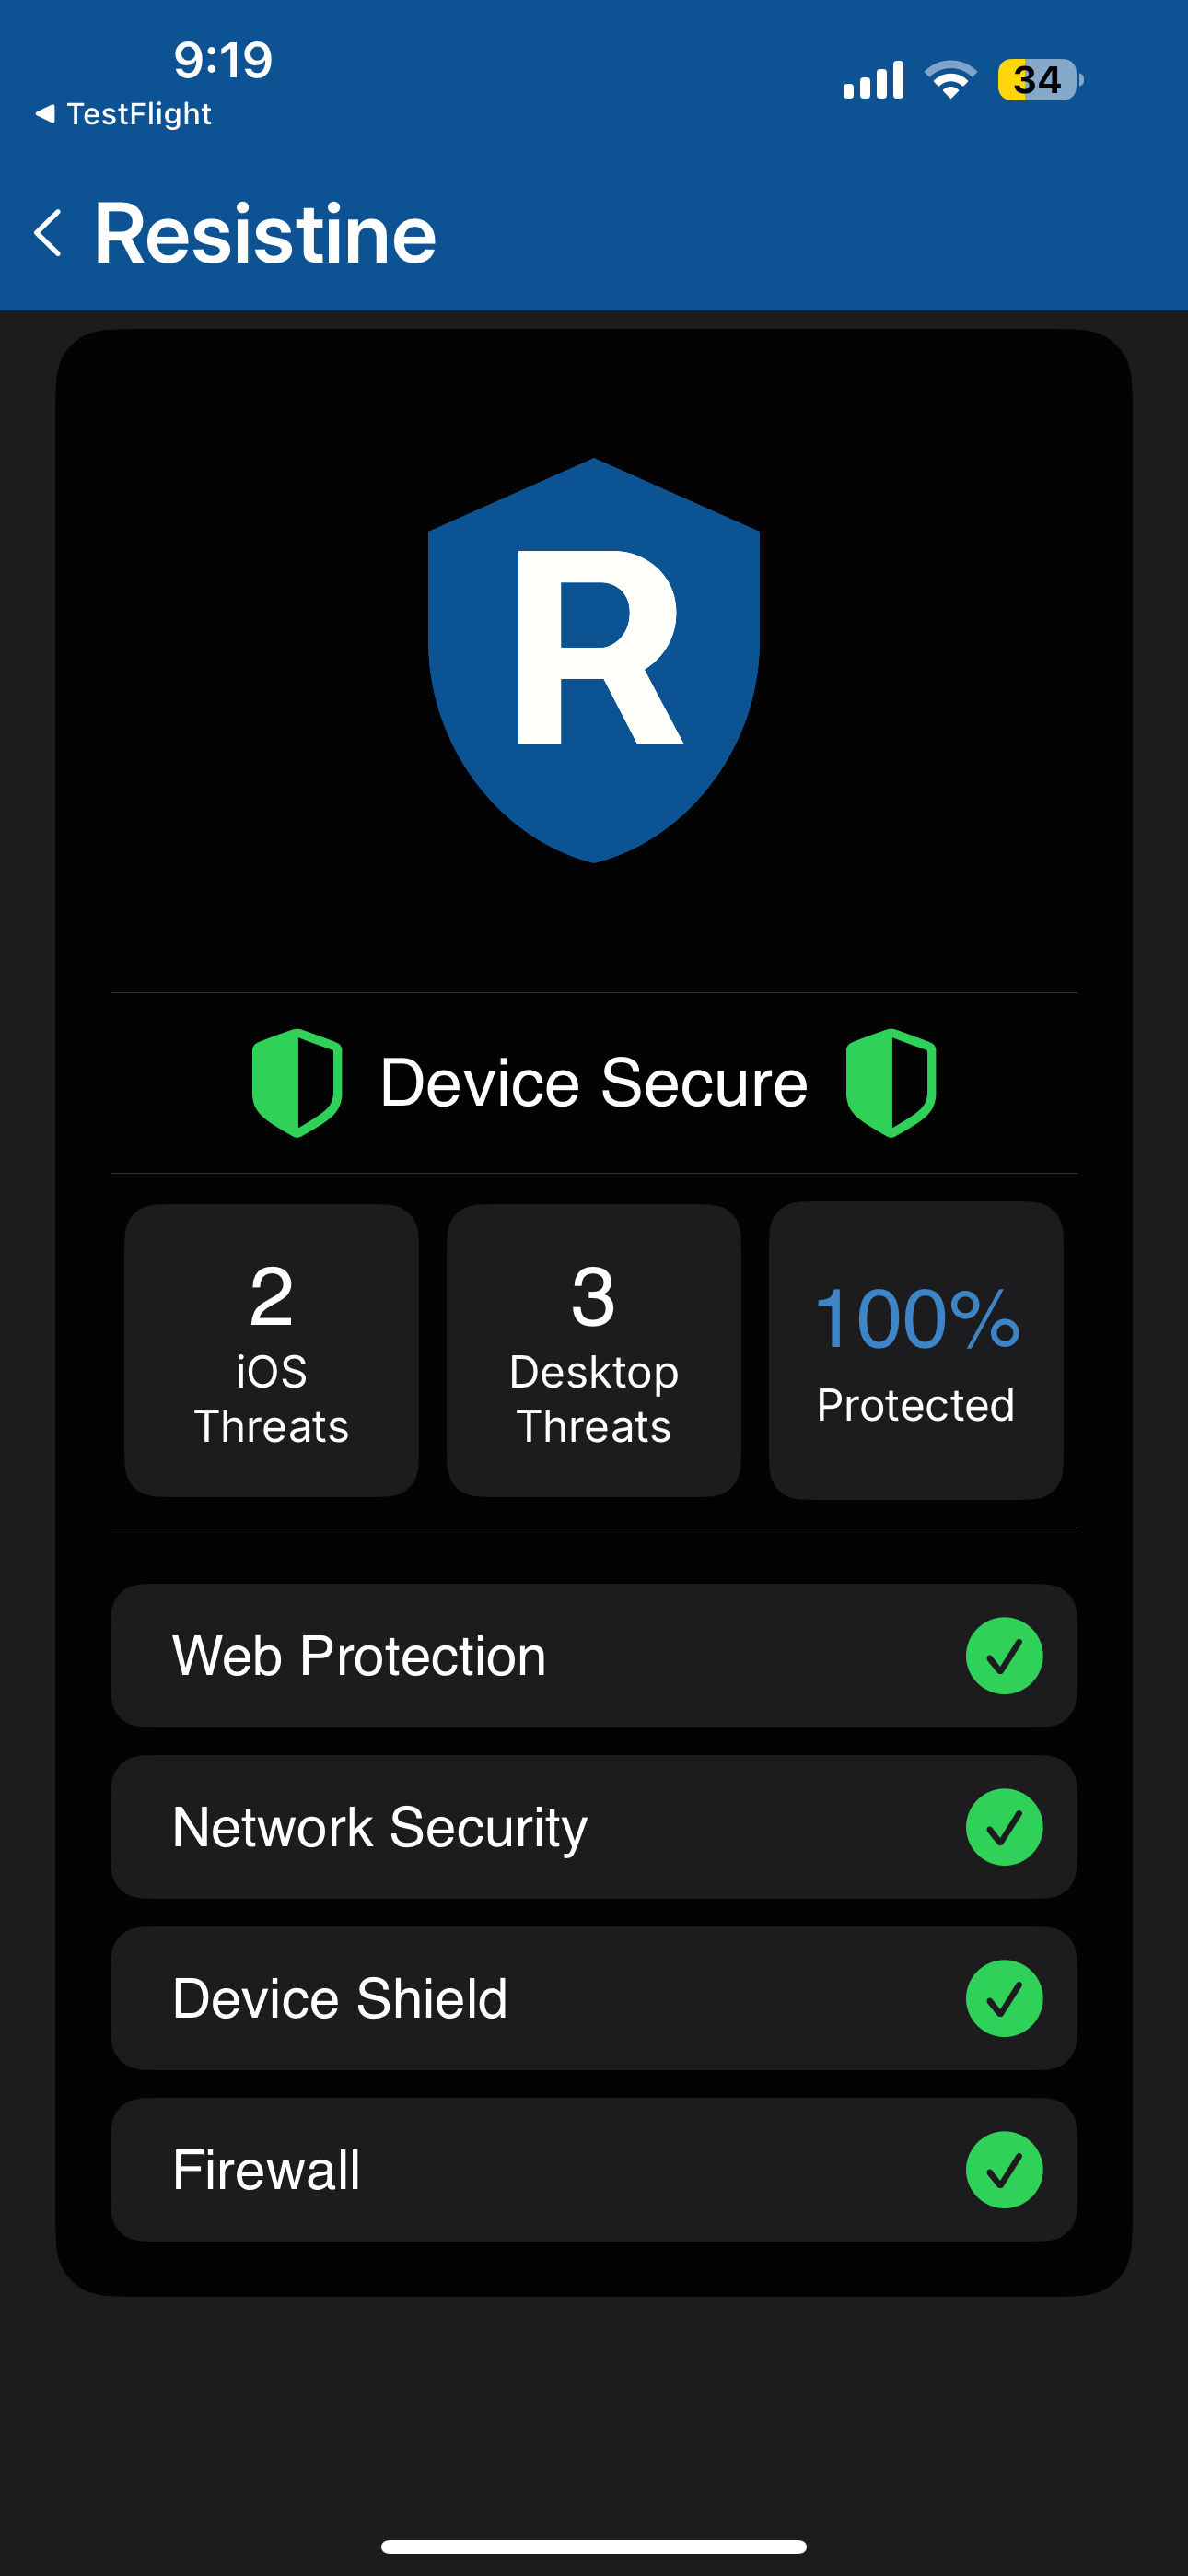 9:19
34
TestFlight
Resistine
R
Device Secure
2
iOS
Threats
3
Desktop
Threats
100%
Protected
Web Protection
Network Security
Device Shield
Firewall